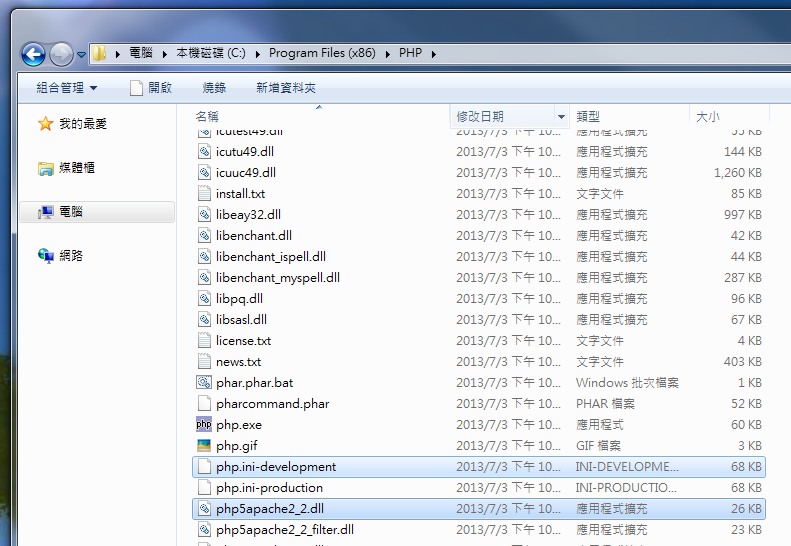 電腦 ▸ 本機磁碟 (C:) ▸ Program Files (x86) ▸ PHP ▸
組合管理 ▼ 開啟 燒錄 新增資料夾
我的最愛
媒體櫃
電腦
網路
名稱 修改日期 類型 大小
icutest49.dll 2013/7/3 下午 10... 應用程式擴充 55 KB
icutu49.dll 2013/7/3 下午 10... 應用程式擴充 144 KB
icuuc49.dll 2013/7/3 下午 10... 應用程式擴充 1,260 KB
install.txt 2013/7/3 下午 10... 文字文件 85 KB
libeay32.dll 2013/7/3 下午 10... 應用程式擴充 997 KB
libenchant.dll 2013/7/3 下午 10... 應用程式擴充 42 KB
libenchant_ispell.dll 2013/7/3 下午 10... 應用程式擴充 44 KB
libenchant_myspell.dll 2013/7/3 下午 10... 應用程式擴充 287 KB
libpq.dll 2013/7/3 下午 10... 應用程式擴充 96 KB
libsasl.dll 2013/7/3 下午 10... 應用程式擴充 67 KB
license.txt 2013/7/3 下午 10... 文字文件 4 KB
news.txt 2013/7/3 下午 10... 文字文件 403 KB
phar.phar.bat 2013/7/3 下午 10... Windows 批次檔案 1 KB
pharcommand.phar 2013/7/3 下午 10... PHAR 檔案 52 KB
php php.exe 2013/7/3 下午 10... 應用程式 60 KB
php.gif 2013/7/3 下午 10... GIF 檔案 3 KB
php.ini-development 2013/7/3 下午 10... INI-DEVELOPME... 68 KB
php.ini-production 2013/7/3 下午 10... INI-PRODUCTIO... 68 KB
php5apache2_2.dll 2013/7/3 下午 10... 應用程式擴充 26 KB
php5apache2_2_filter.dll 2013/7/3 下午 10... 應用程式擴充 23 KB